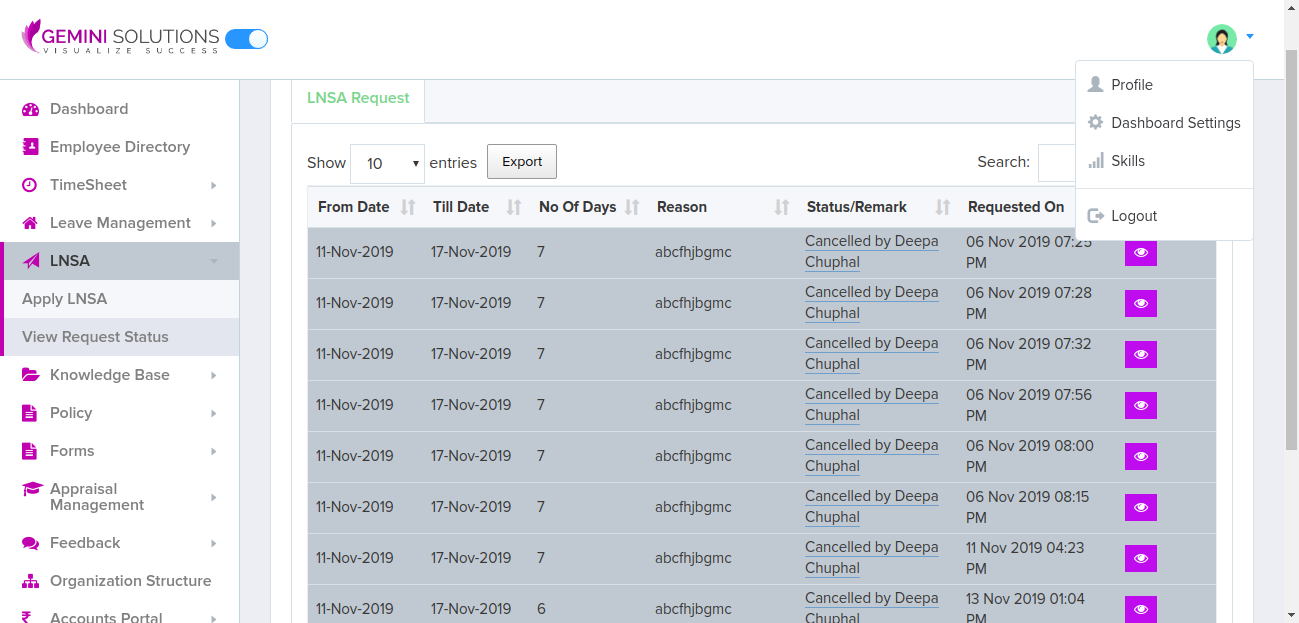 GEMINI SOLUTIONS
VISUALIZE SUCCESS
Profile
Dashboard Settings
Skills
Logout
Dashboard
Employee Directory
TimeSheet
Leave Management
LNSA
Apply LNSA
View Request Status
Knowledge Base
Policy
Forms
Appraisal
Management
Feedback
Organization Structure
Accounts Portal
LNSA Request
Show 10 entries Export Search:
From Date Till Date No Of Days Reason Status/Remark Requested On
11-Nov-2019 17-Nov-2019 7 abcfhjbgmc Cancelled by Deepa 06 Nov 2019 07:25
Chuphal PM
11-Nov-2019 17-Nov-2019 7 abcfhjbgmc Cancelled by Deepa 06 Nov 2019 07:28
Chuphal PM
11-Nov-2019 17-Nov-2019 7 abcfhjbgmc Cancelled by Deepa 06 Nov 2019 07:32
Chuphal PM
11-Nov-2019 17-Nov-2019 7 abcfhjbgmc Cancelled by Deepa 06 Nov 2019 07:56
Chuphal PM
11-Nov-2019 17-Nov-2019 7 abcfhjbgmc Cancelled by Deepa 06 Nov 2019 08:00
Chuphal PM
11-Nov-2019 17-Nov-2019 7 abcfhjbgmc Cancelled by Deepa 06 Nov 2019 08:15
Chuphal PM
11-Nov-2019 17-Nov-2019 7 abcfhjbgmc Cancelled by Deepa 11 Nov 2019 04:23
Chuphal PM
11-Nov-2019 17-Nov-2019 6 abcfhjbgmc Cancelled by Deepa 13 Nov 2019 01:04
Chuphal PM